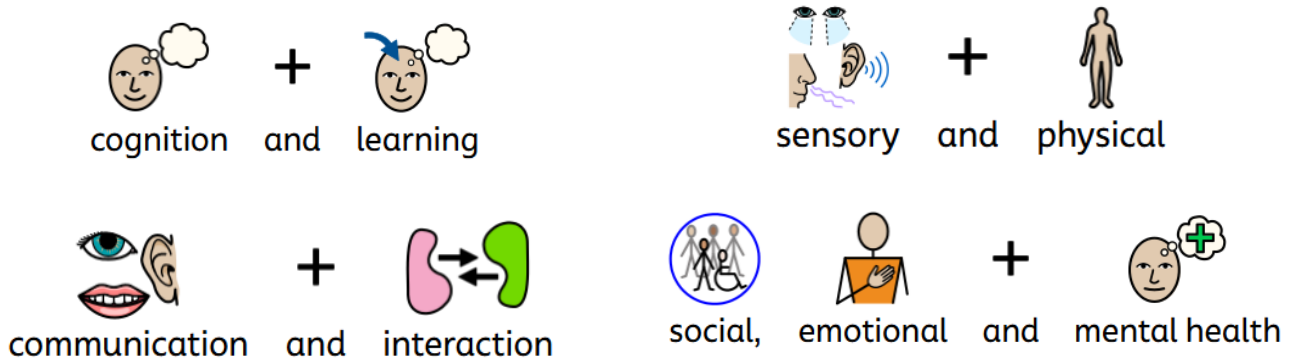 cognition and learning
sensory and physical
communication and interaction
social, emotional and mental health